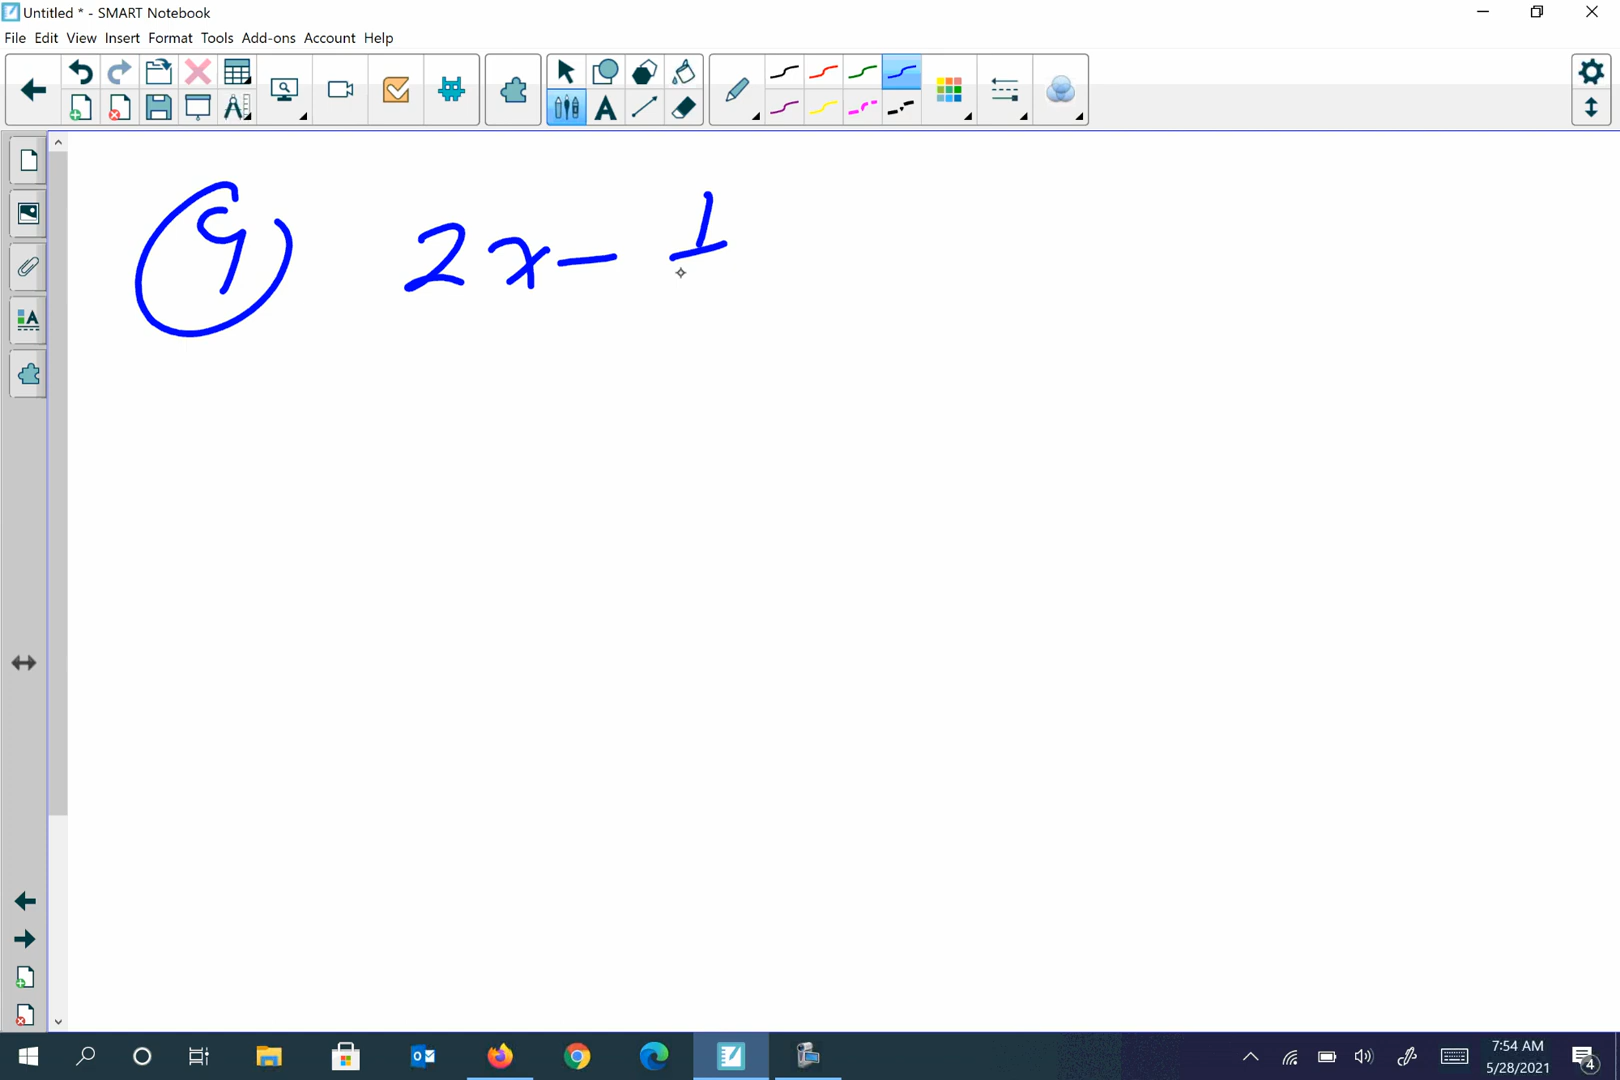 Untitled * - SMART Notebook
File Edit View Insert Format Tools Add-ons Account Help
9 2x - 1
7:54 AM
5/28/2021
4